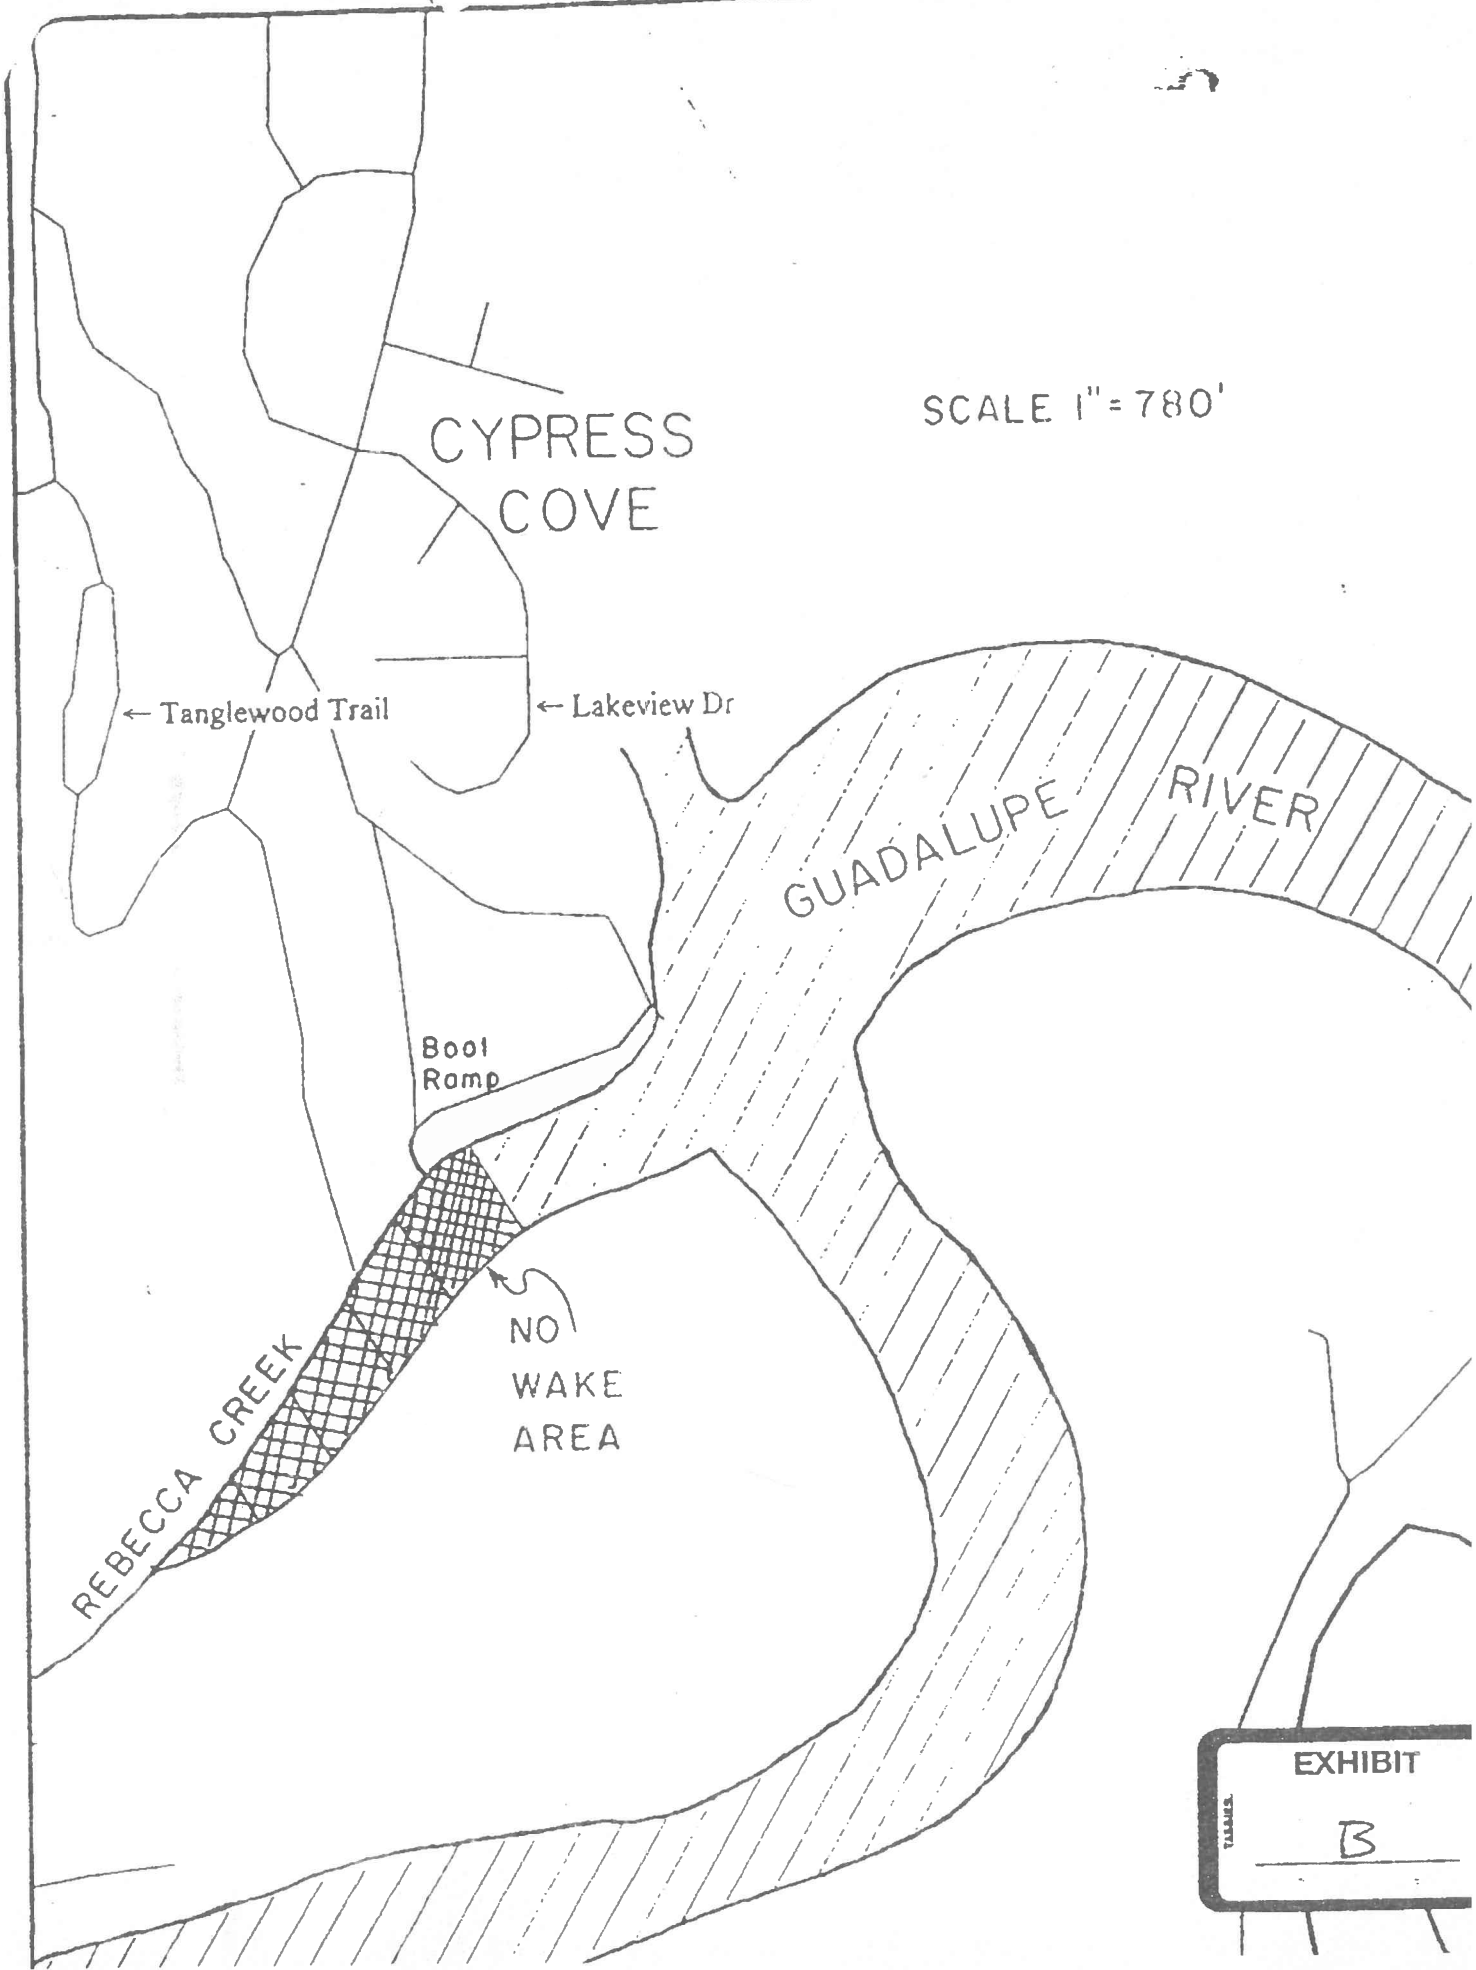 CYPRESS
COVE
SCALE 1" = 780'
← Tanglewood Trail
← Lakeview Dr
GUADALUPE RIVER
Boat
Ramp
NO
WAKE
AREA
REBECCA CREEK
EXHIBIT
B